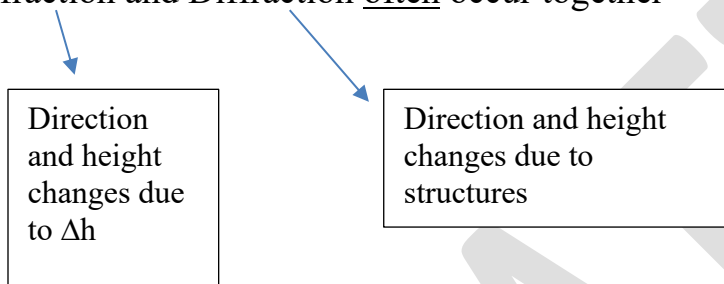 fraction and Diffraction often occur together
Direction
and height
changes due
to Δh
Direction and height
changes due to
structures